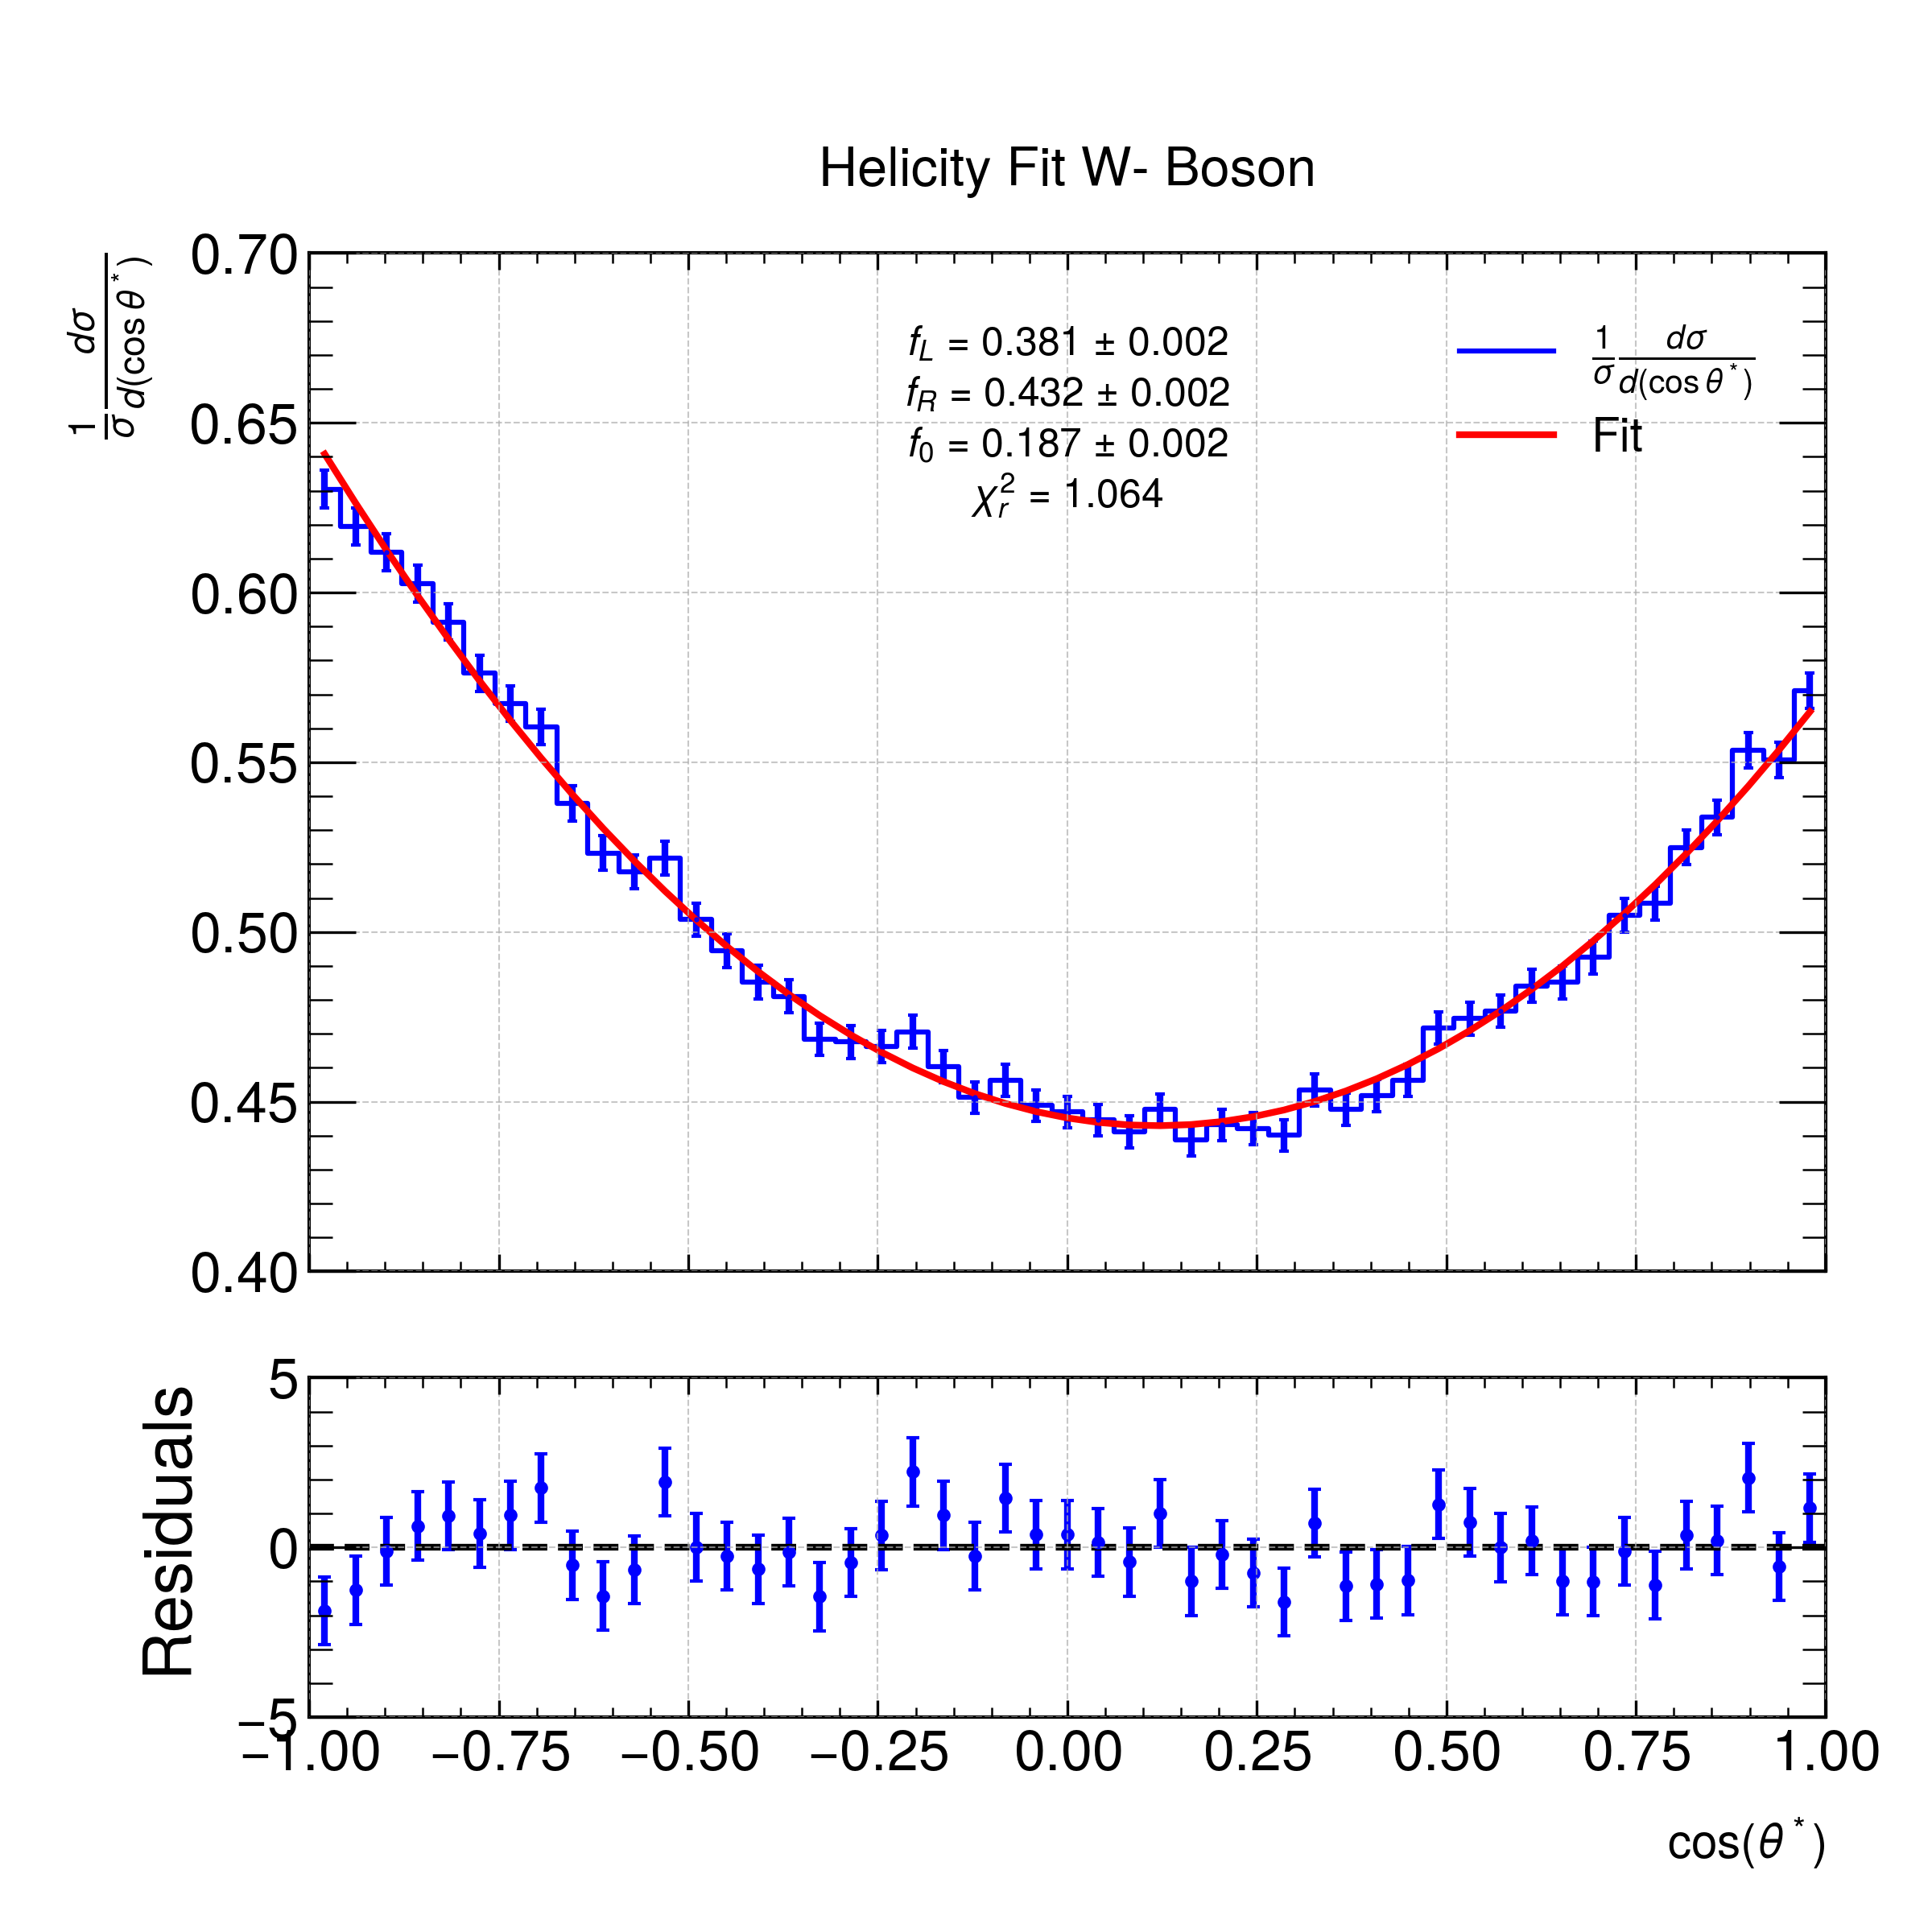 Helicity Fit W- Boson
1/σ dσ/d(cos θ*)
0.70
0.65
0.60
0.55
0.50
0.45
0.40
f_L = 0.381 ± 0.002
f_R = 0.432 ± 0.002
f_0 = 0.187 ± 0.002
χ_r^2 = 1.064
1/σ dσ/d(cos θ*)
Fit
Residuals
5
0
−5
−1.00 −0.75 −0.50 −0.25 0.00 0.25 0.50 0.75 1.00
cos(θ*)